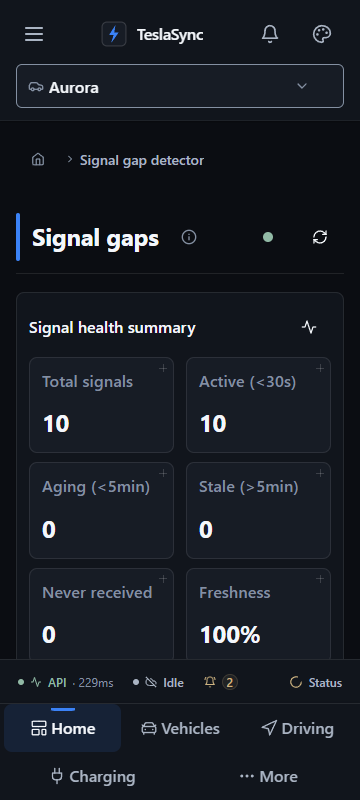 TeslaSync
Aurora
Signal gap detector
Signal gaps
Signal health summary
Total signals
10
Active (<30s)
10
Aging (<5min)
0
Stale (>5min)
0
Never received
0
Freshness
100%
API · 229ms
Idle
2
Status
Home
Vehicles
Driving
Charging
More